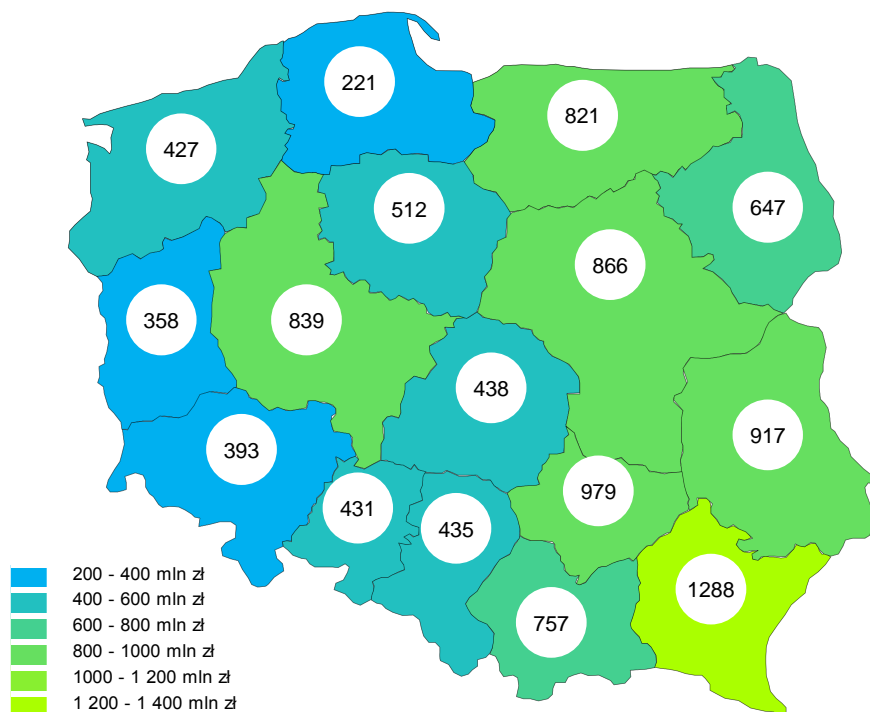 221
821
427
647
512
866
358
839
438
917
393
979
431
435
1288
757
200 - 400 mln zł
400 - 600 mln zł
600 - 800 mln zł
800 - 1000 mln zł
1000 - 1 200 mln zł
1 200 - 1 400 mln zł